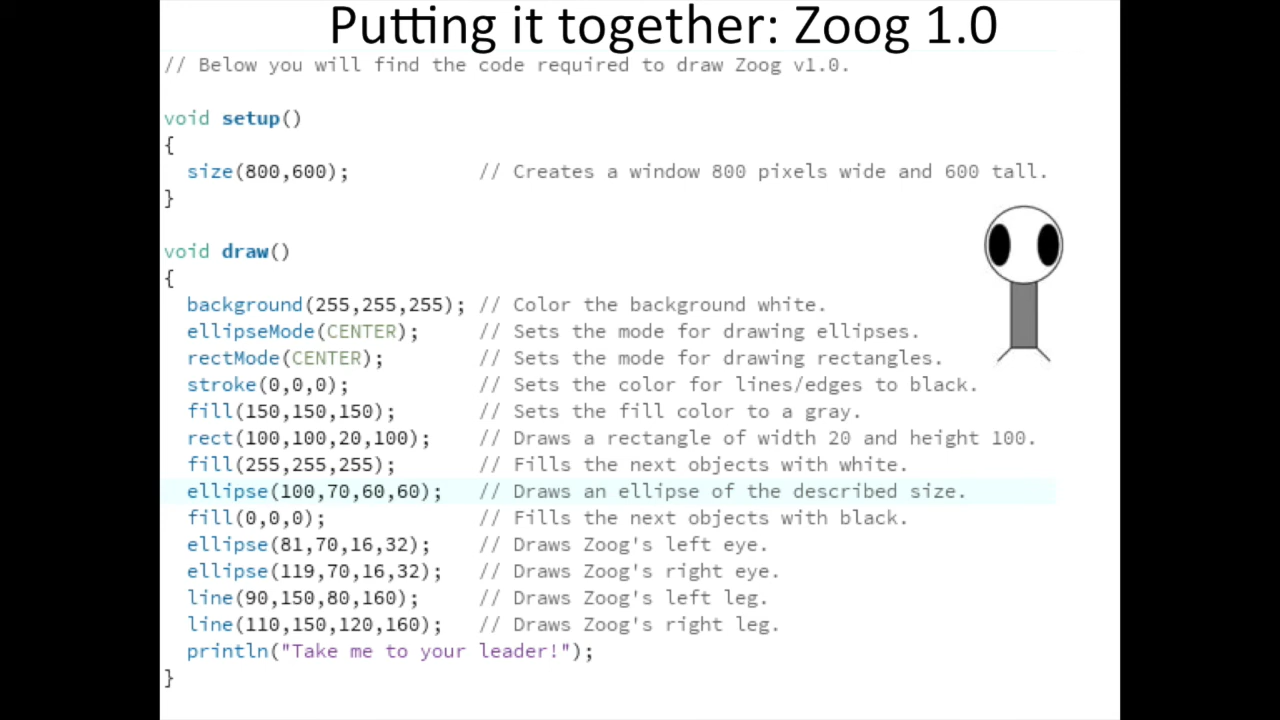 Putting it together: Zoog 1.0
// Below you will find the code required to draw Zoog v1.0.
void setup()
{
size(800,600); // Creates a window 800 pixels wide and 600 tall.
}
void draw()
{
background(255,255,255); // Color the background white.
ellipseMode(CENTER); // Sets the mode for drawing ellipses.
rectMode(CENTER); // Sets the mode for drawing rectangles.
stroke(0,0,0); // Sets the color for lines/edges to black.
fill(150,150,150); // Sets the fill color to a gray.
rect(100,100,20,100); // Draws a rectangle of width 20 and height 100.
fill(255,255,255); // Fills the next objects with white.
ellipse(100,70,60,60); // Draws an ellipse of the described size.
fill(0,0,0); // Fills the next objects with black.
ellipse(81,70,16,32); // Draws Zoog's left eye.
ellipse(119,70,16,32); // Draws Zoog's right eye.
line(90,150,80,160); // Draws Zoog's left leg.
line(110,150,120,160); // Draws Zoog's right leg.
println("Take me to your leader!");
}